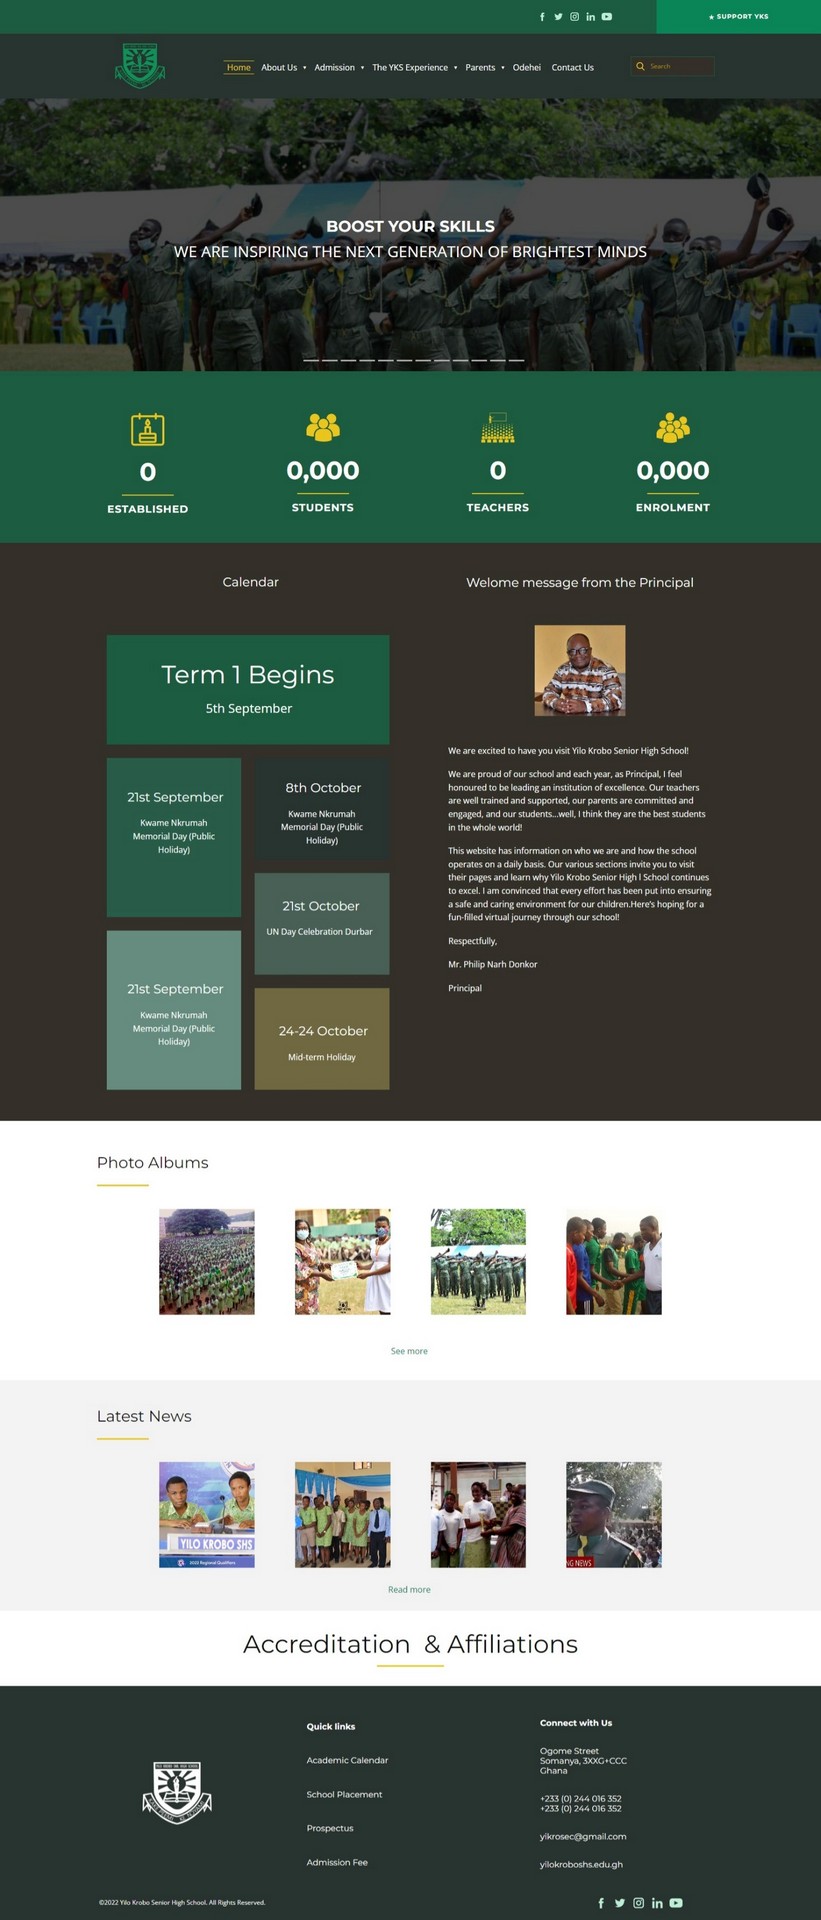 SUPPORT YKS
Home
About Us
Admission
The YKS Experience
Parents
Odehei
Contact Us
Search
BOOST YOUR SKILLS
WE ARE INSPIRING THE NEXT GENERATION OF BRIGHTEST MINDS
0
ESTABLISHED
0,000
STUDENTS
0
TEACHERS
0,000
ENROLMENT
Calendar
Term 1 Begins
5th September
21st September
Kwame Nkrumah
Memorial Day (Public
Holiday)
8th October
Kwame Nkrumah
Memorial Day (Public
Holiday)
21st October
UN Day Celebration Durbar
21st September
Kwame Nkrumah
Memorial Day (Public
Holiday)
24-24 October
Mid-term Holiday
Welome message from the Principal
We are excited to have you visit Yilo Krobo Senior High School!
We are proud of our school and each year, as Principal, I feel
honoured to be leading an institution of excellence. Our teachers
are well trained and supported, our parents are committed and
engaged, and our students...well, I think they are the best students
in the whole world!
This website has information on who we are and how the school
operates on a daily basis. Our various sections invite you to visit
their pages and learn why Yilo Krobo Senior High l School continues
to excel. I am convinced that every effort has been put into ensuring
a safe and caring environment for our children.Here's hoping for a
fun-filled virtual journey through our school!
Respectfully,
Mr. Philip Narh Donkor
Principal
Photo Albums
See more
Latest News
YILO KROBO SHS
2023 Regional Qualifiers
NG NEWS
Read more
Accreditation & Affiliations
Quick links
Academic Calendar
School Placement
Prospectus
Admission Fee
Connect with Us
Ogome Street
Somanya, 3XXG+CCC
Ghana
+233 (0) 244 016 352
+233 (0) 244 016 352
yikrosec@gmail.com
yilokroboshs.edu.gh
©2022 Yilo Krobo Senior High School. All Rights Reserved.